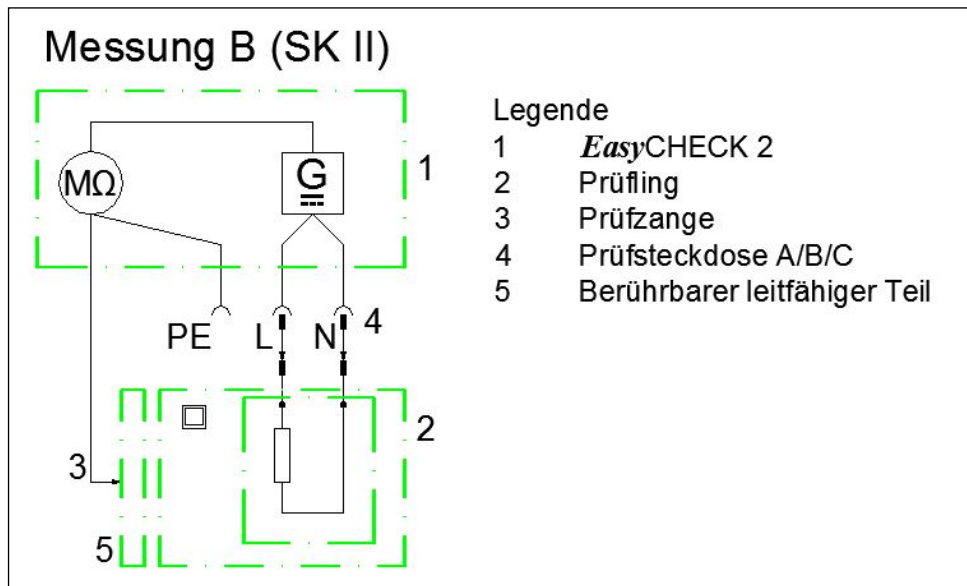 Messung B (SK II)
Legende
1 EasyCHECK 2
2 Prüfling
3 Prüfzange
4 Prüfsteckdose A/B/C
5 Berührbarer leitfähiger Teil
MΩ
G
1
PE
L
N
4
2
3
5